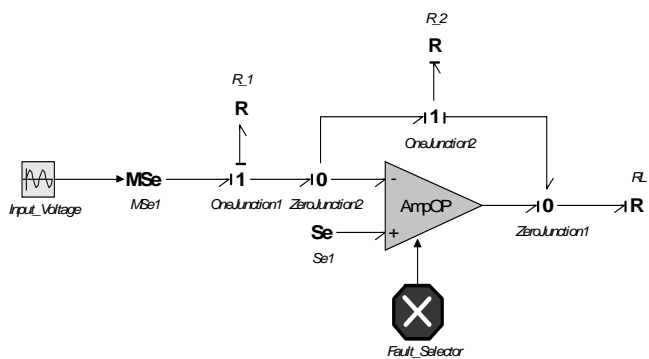 R_2
R
R_1
R
1
OneJunction2
RL
MSe
1
0
-
AmpOP
0
R
Input_Voltage
MSe1
OneJunction1
ZeroJunction2
Se
+
ZeroJunction1
Se1
Fault_Selector